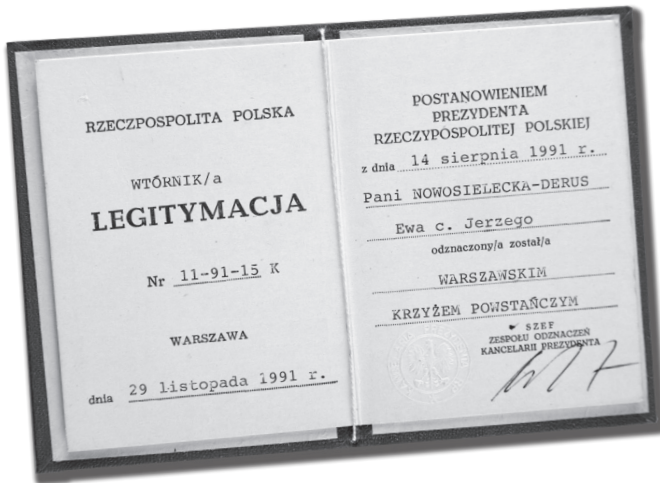 RZECZPOSPOLITA POLSKA
WTÓRNIK/a
LEGITYMACJA
Nr 11-91-15 K
WARSZAWA
dnia 29 listopada 1991 r.
POSTANOWIENIEM
PREZYDENTA
RZECZYPOSPOLITEJ POLSKIEJ
z dnia 14 sierpnia 1991 r.
Pani NOWOSIELECKA-DERUS
Ewa c. Jerzego
odznaczony/a został/a
WARSZAWSKIM
KRZYŻEM POWSTAŃCZYM
SZEF
ZESPOŁU ODZNACZEŃ
KANCELARII PREZYDENTA